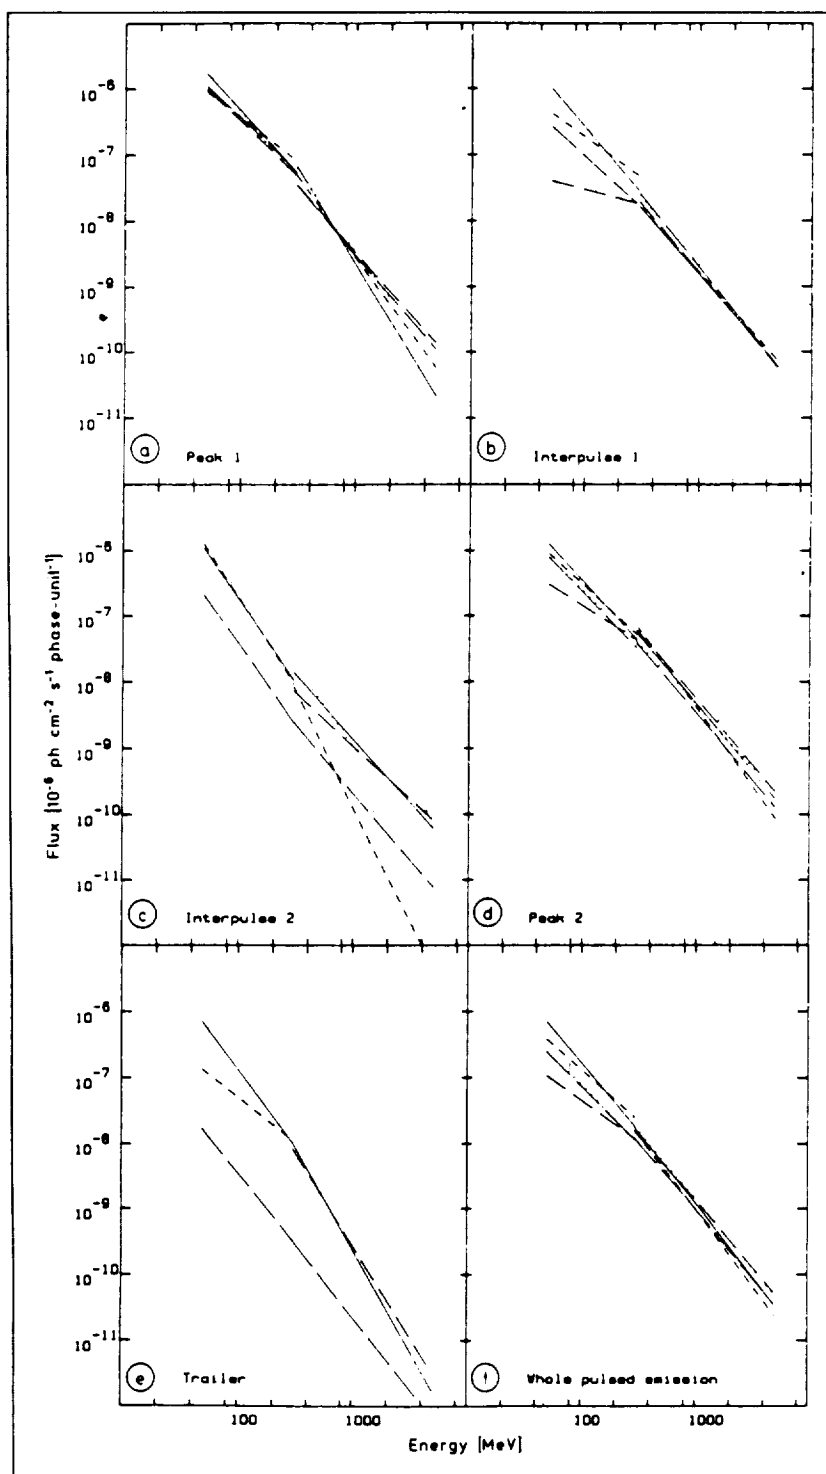 10⁻⁶
10⁻⁷
10⁻⁸
10⁻⁹
10⁻¹⁰
10⁻¹¹
a Peak 1
b Interpulse 1
Flux [10⁻⁶ ph cm⁻² s⁻¹ phase-unit⁻¹]
10⁻⁶
10⁻⁷
10⁻⁸
10⁻⁹
10⁻¹⁰
10⁻¹¹
c Interpulse 2
d Peak 2
10⁻⁶
10⁻⁷
10⁻⁸
10⁻⁹
10⁻¹⁰
10⁻¹¹
e Trailer
f Whole pulsed emission
100 1000 100 1000
Energy [MeV]